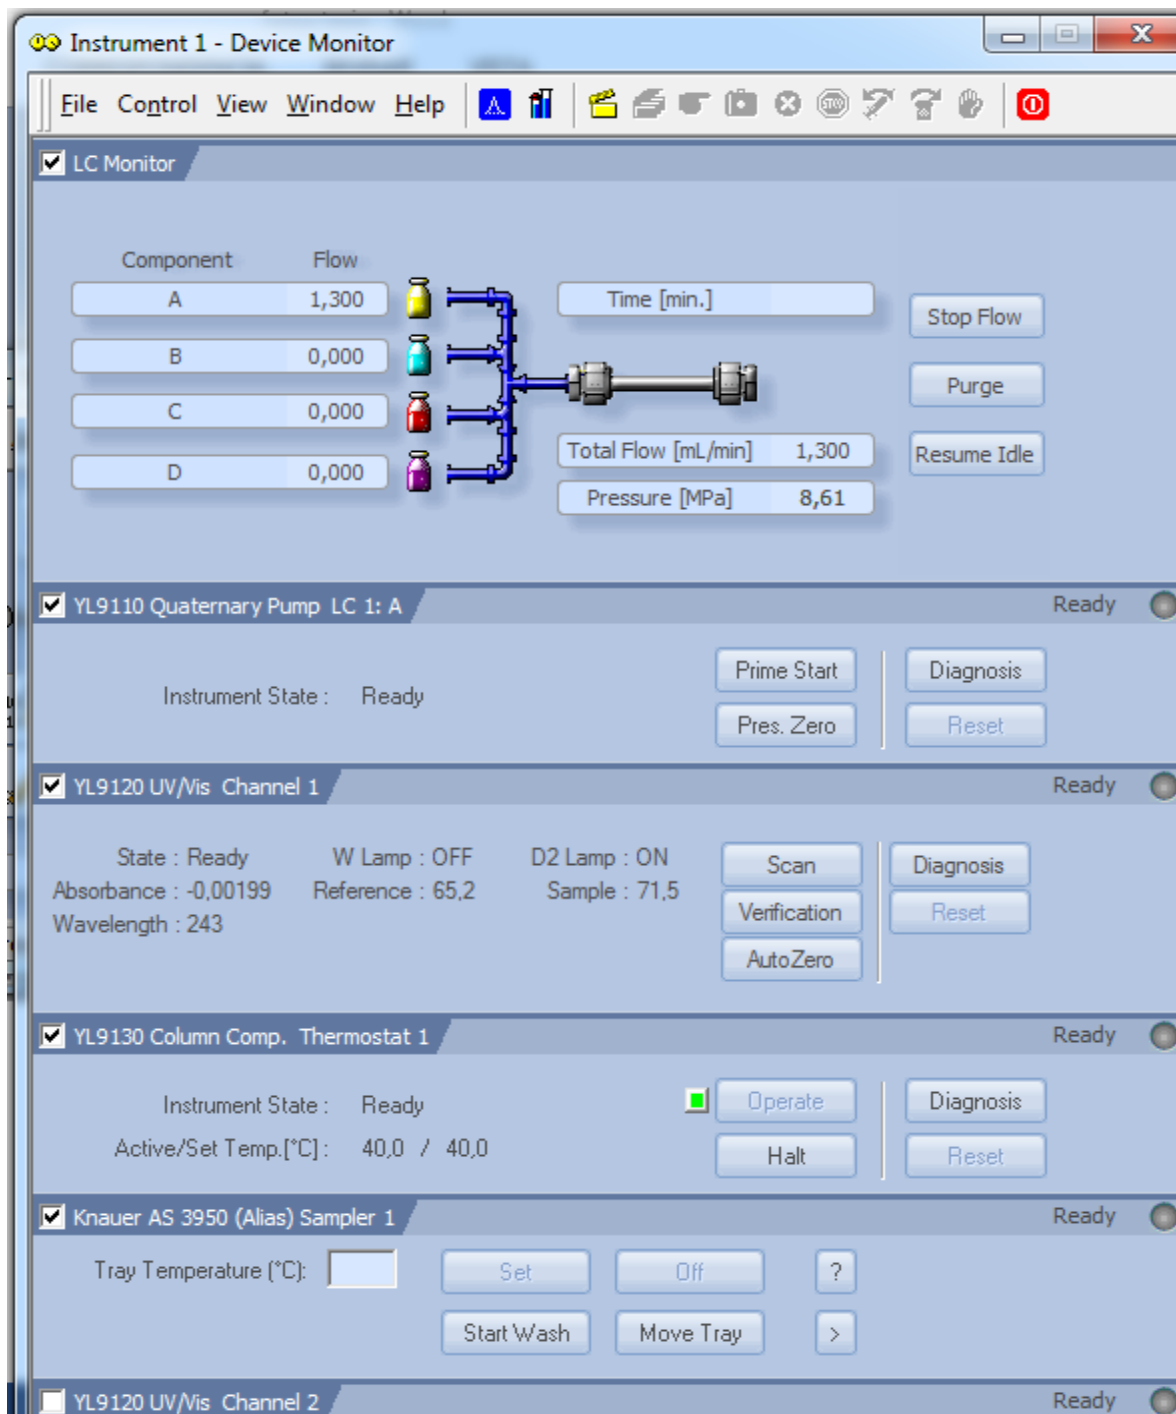 Instrument 1 - Device Monitor
File Control View Window Help
LC Monitor
Component Flow
A 1,300 Time [min.] Stop Flow
B 0,000 Purge
C 0,000
Total Flow [mL/min] 1,300 Resume Idle
D 0,000
Pressure [MPa] 8,61
YL9110 Quaternary Pump LC 1: A Ready
Prime Start Diagnosis
Instrument State : Ready
Pres. Zero Reset
YL9120 UV/Vis Channel 1 Ready
State : Ready W Lamp : OFF D2 Lamp : ON Scan Diagnosis
Absorbance : -0,00199 Reference : 65,2 Sample : 71,5
Verification Reset
Wavelength : 243
AutoZero
YL9130 Column Comp. Thermostat 1 Ready
Instrument State : Ready Operate Diagnosis
Active/Set Temp.[°C] : 40,0 / 40,0 Halt Reset
Knauer AS 3950 (Alias) Sampler 1 Ready
Tray Temperature (°C): Set Off ?
Start Wash Move Tray >
YL9120 UV/Vis Channel 2 Ready